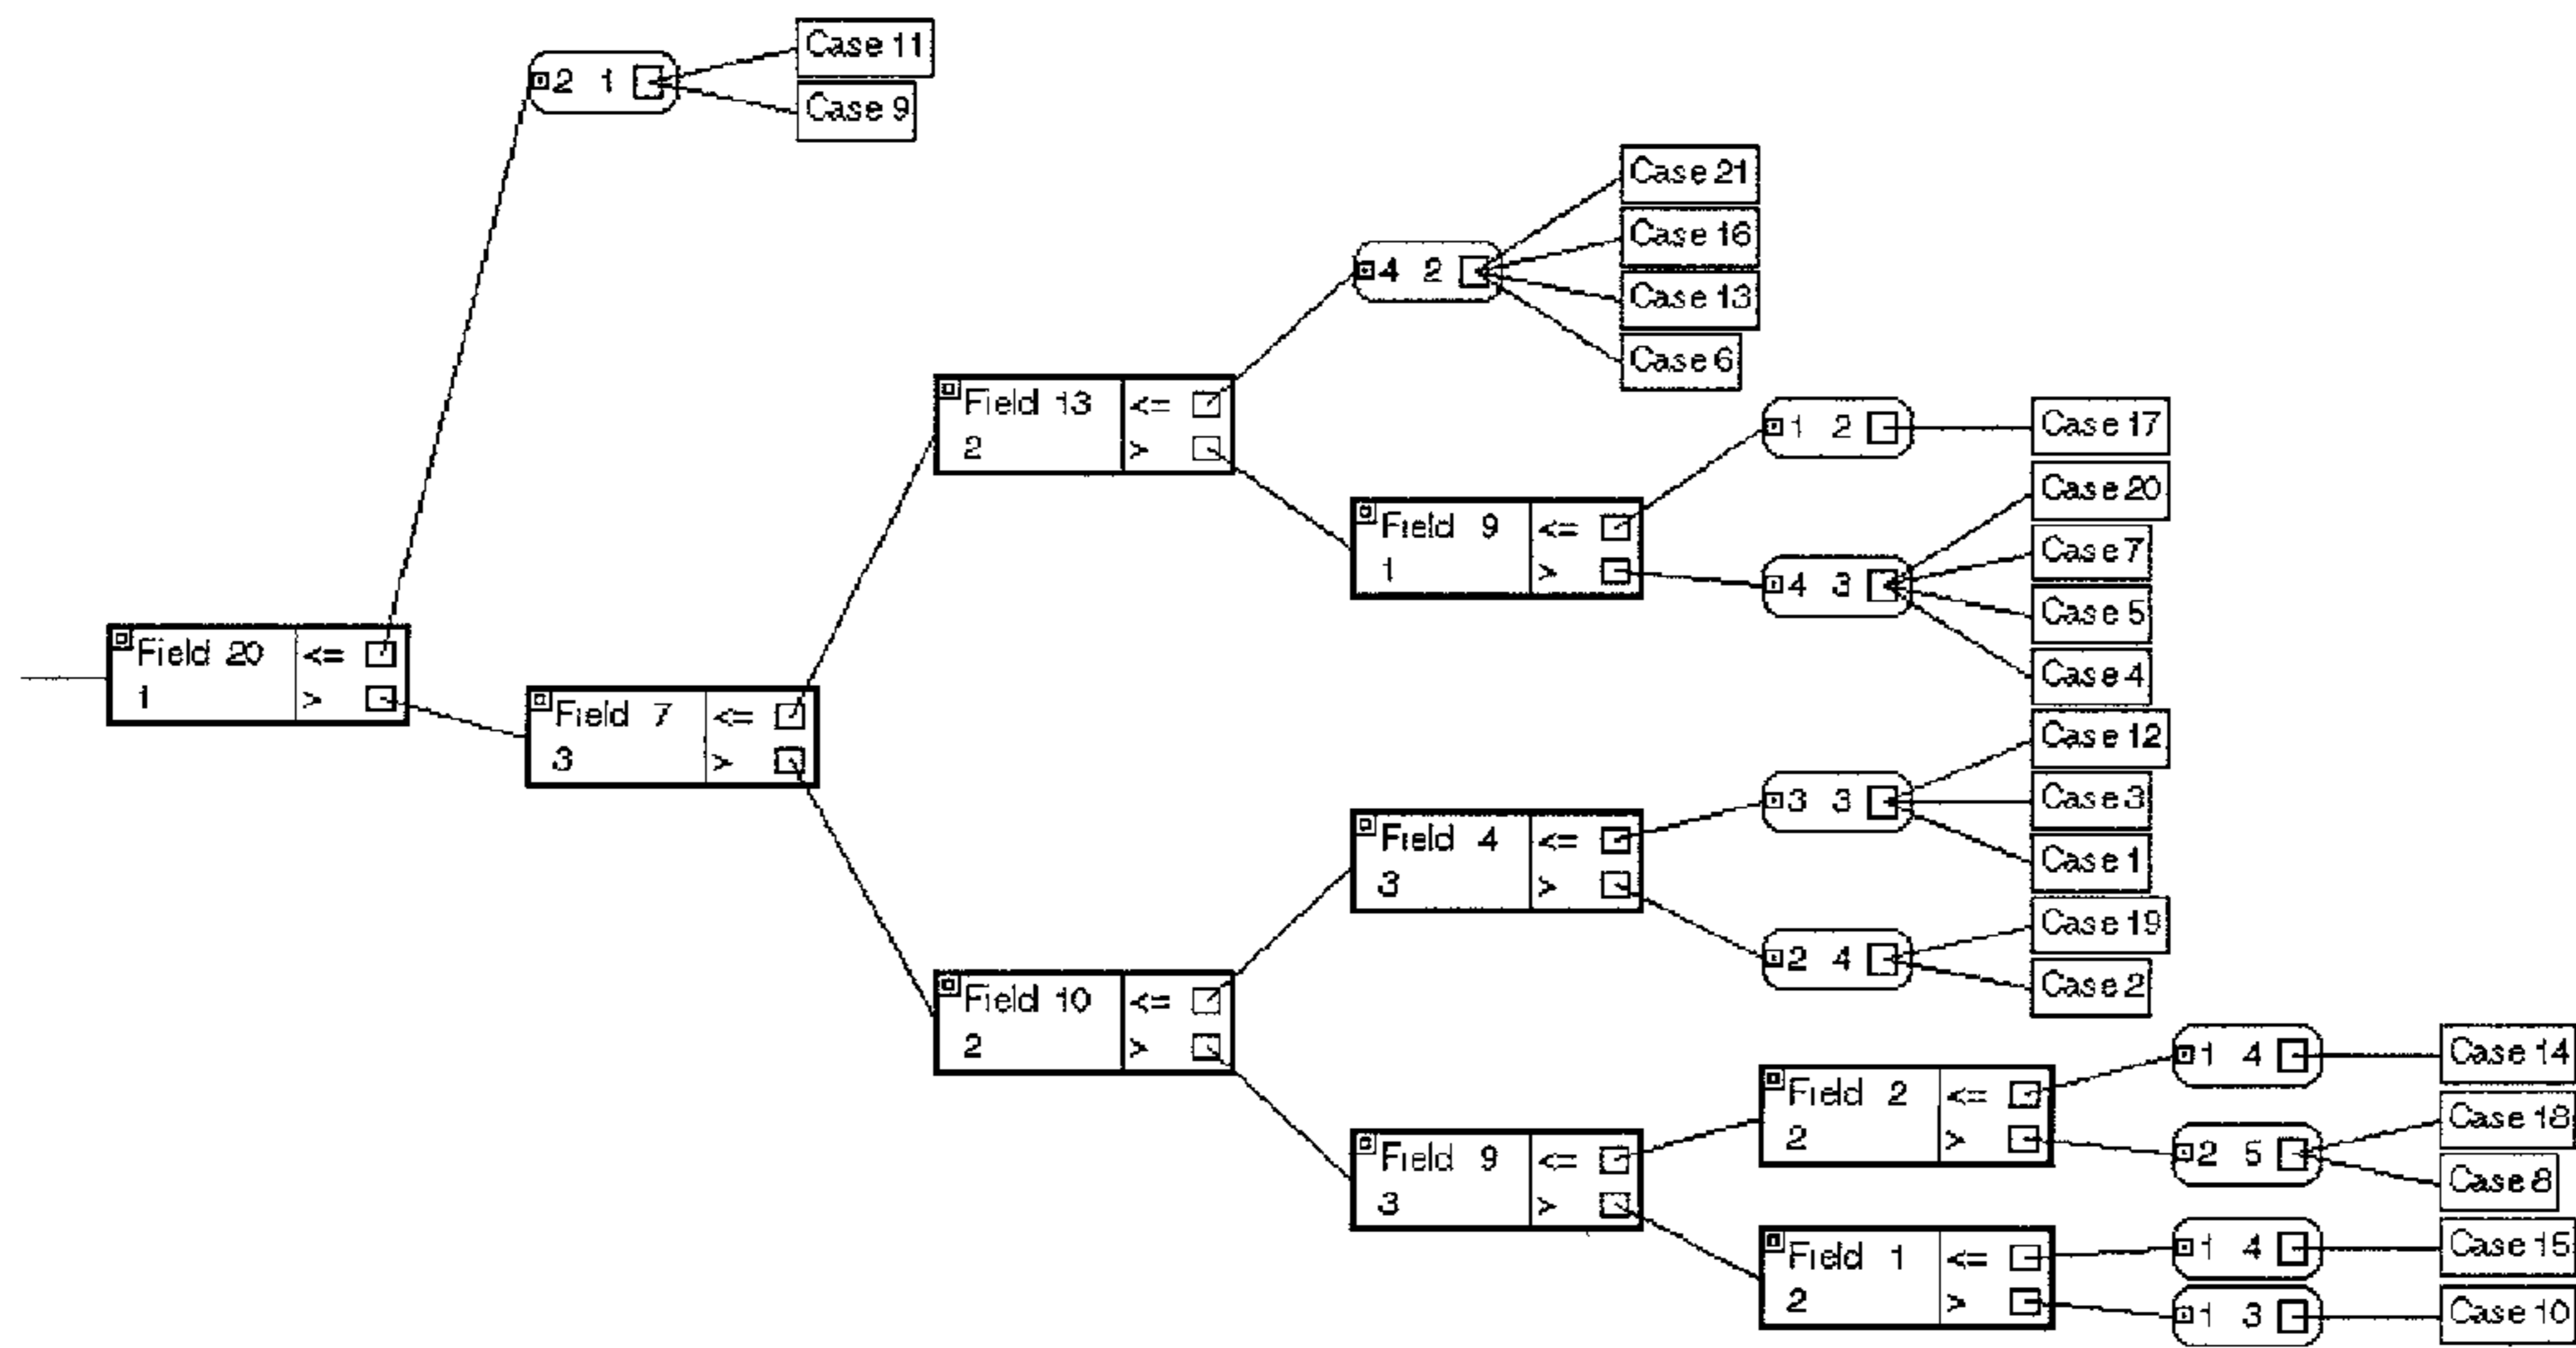 2 1
Case 11
Case 9
Case 21
Case 16
4 2
Case 13
Case 6
Field 13 <=
2 >
1 2
Case 17
Case 20
Field 9 <=
1 >
Case 7
4 3
Case 5
Case 4
Field 20 <=
1 >
Field 7 <=
3 >
Case 12
3 3
Case 3
Field 4 <=
3 >
Case 1
Case 19
2 4
Case 2
Field 10 <=
2 >
1 4
Case 14
Field 2 <=
2 >
Case 18
2 5
Case 8
Field 9 <=
3 >
1 4
Case 15
Field 1 <=
2 >
1 3
Case 10